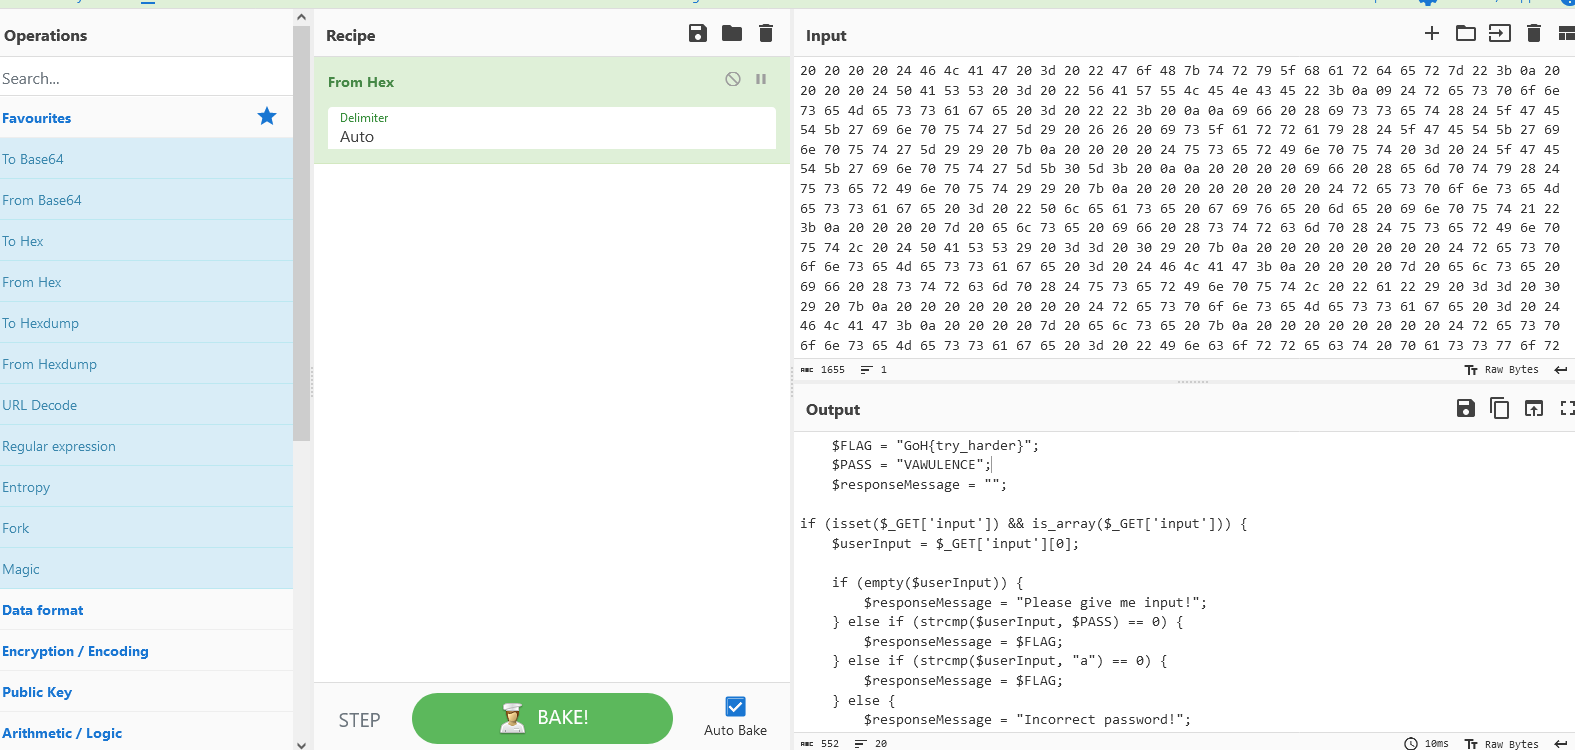 Operations
Search...
Favourites
To Base64
From Base64
To Hex
From Hex
To Hexdump
From Hexdump
URL Decode
Regular expression
Entropy
Fork
Magic
Data format
Encryption / Encoding
Public Key
Arithmetic / Logic
Recipe
From Hex
Delimiter
Auto
STEP
BAKE!
Auto Bake
Input
20 20 20 20 24 46 4c 41 47 20 3d 20 22 47 6f 48 7b 74 72 79 5f 68 61 72 64 65 72 7d 22 3b 0a 20
20 20 20 24 50 41 53 53 20 3d 20 22 56 41 57 55 4c 45 4e 43 45 22 3b 0a 09 24 72 65 73 70 6f 6e
73 65 4d 65 73 73 61 67 65 20 3d 20 22 22 3b 20 0a 0a 69 66 20 28 69 73 73 65 74 28 24 5f 47 45
54 5b 27 69 6e 70 75 74 27 5d 29 20 26 26 20 69 73 5f 61 72 72 61 79 28 24 5f 47 45 54 5b 27 69
6e 70 75 74 27 5d 29 29 20 7b 0a 20 20 20 20 24 75 73 65 72 49 6e 70 75 74 20 3d 20 24 5f 47 45
54 5b 27 69 6e 70 75 74 27 5d 5b 30 5d 3b 20 0a 0a 20 20 20 20 69 66 20 28 65 6d 70 74 79 28 24
75 73 65 72 49 6e 70 75 74 29 29 20 7b 0a 20 20 20 20 20 20 20 20 24 72 65 73 70 6f 6e 73 65 4d
65 73 73 61 67 65 20 3d 20 22 50 6c 65 61 73 65 20 67 69 76 65 20 6d 65 20 69 6e 70 75 74 21 22
3b 0a 20 20 20 20 7d 20 65 6c 73 65 20 69 66 20 28 73 74 72 63 6d 70 28 24 75 73 65 72 49 6e 70
75 74 2c 20 24 50 41 53 53 29 20 3d 3d 20 30 29 20 7b 0a 20 20 20 20 20 20 20 20 24 72 65 73 70
6f 6e 73 65 4d 65 73 73 61 67 65 20 3d 20 24 46 4c 41 47 3b 0a 20 20 20 20 7d 20 65 6c 73 65 20
69 66 20 28 73 74 72 63 6d 70 28 24 75 73 65 72 49 6e 70 75 74 2c 20 22 61 22 29 20 3d 3d 20 30
29 20 7b 0a 20 20 20 20 20 20 20 20 24 72 65 73 70 6f 6e 73 65 4d 65 73 73 61 67 65 20 3d 20 24
46 4c 41 47 3b 0a 20 20 20 20 7d 20 65 6c 73 65 20 7b 0a 20 20 20 20 20 20 20 20 24 72 65 73 70
6f 6e 73 65 4d 65 73 73 61 67 65 20 3d 20 22 49 6e 63 6f 72 72 65 63 74 20 70 61 73 73 77 6f 72
ABC 1655 1 Raw Bytes
Output
$FLAG = "GoH{try_harder}";
$PASS = "VAWULENCE";
$responseMessage = "";
if (isset($_GET['input']) && is_array($_GET['input'])) {
$userInput = $_GET['input'][0];
if (empty($userInput)) {
$responseMessage = "Please give me input!";
} else if (strcmp($userInput, $PASS) == 0) {
$responseMessage = $FLAG;
} else if (strcmp($userInput, "a") == 0) {
$responseMessage = $FLAG;
} else {
$responseMessage = "Incorrect password!";
ABC 552 20 10ms Raw Bytes